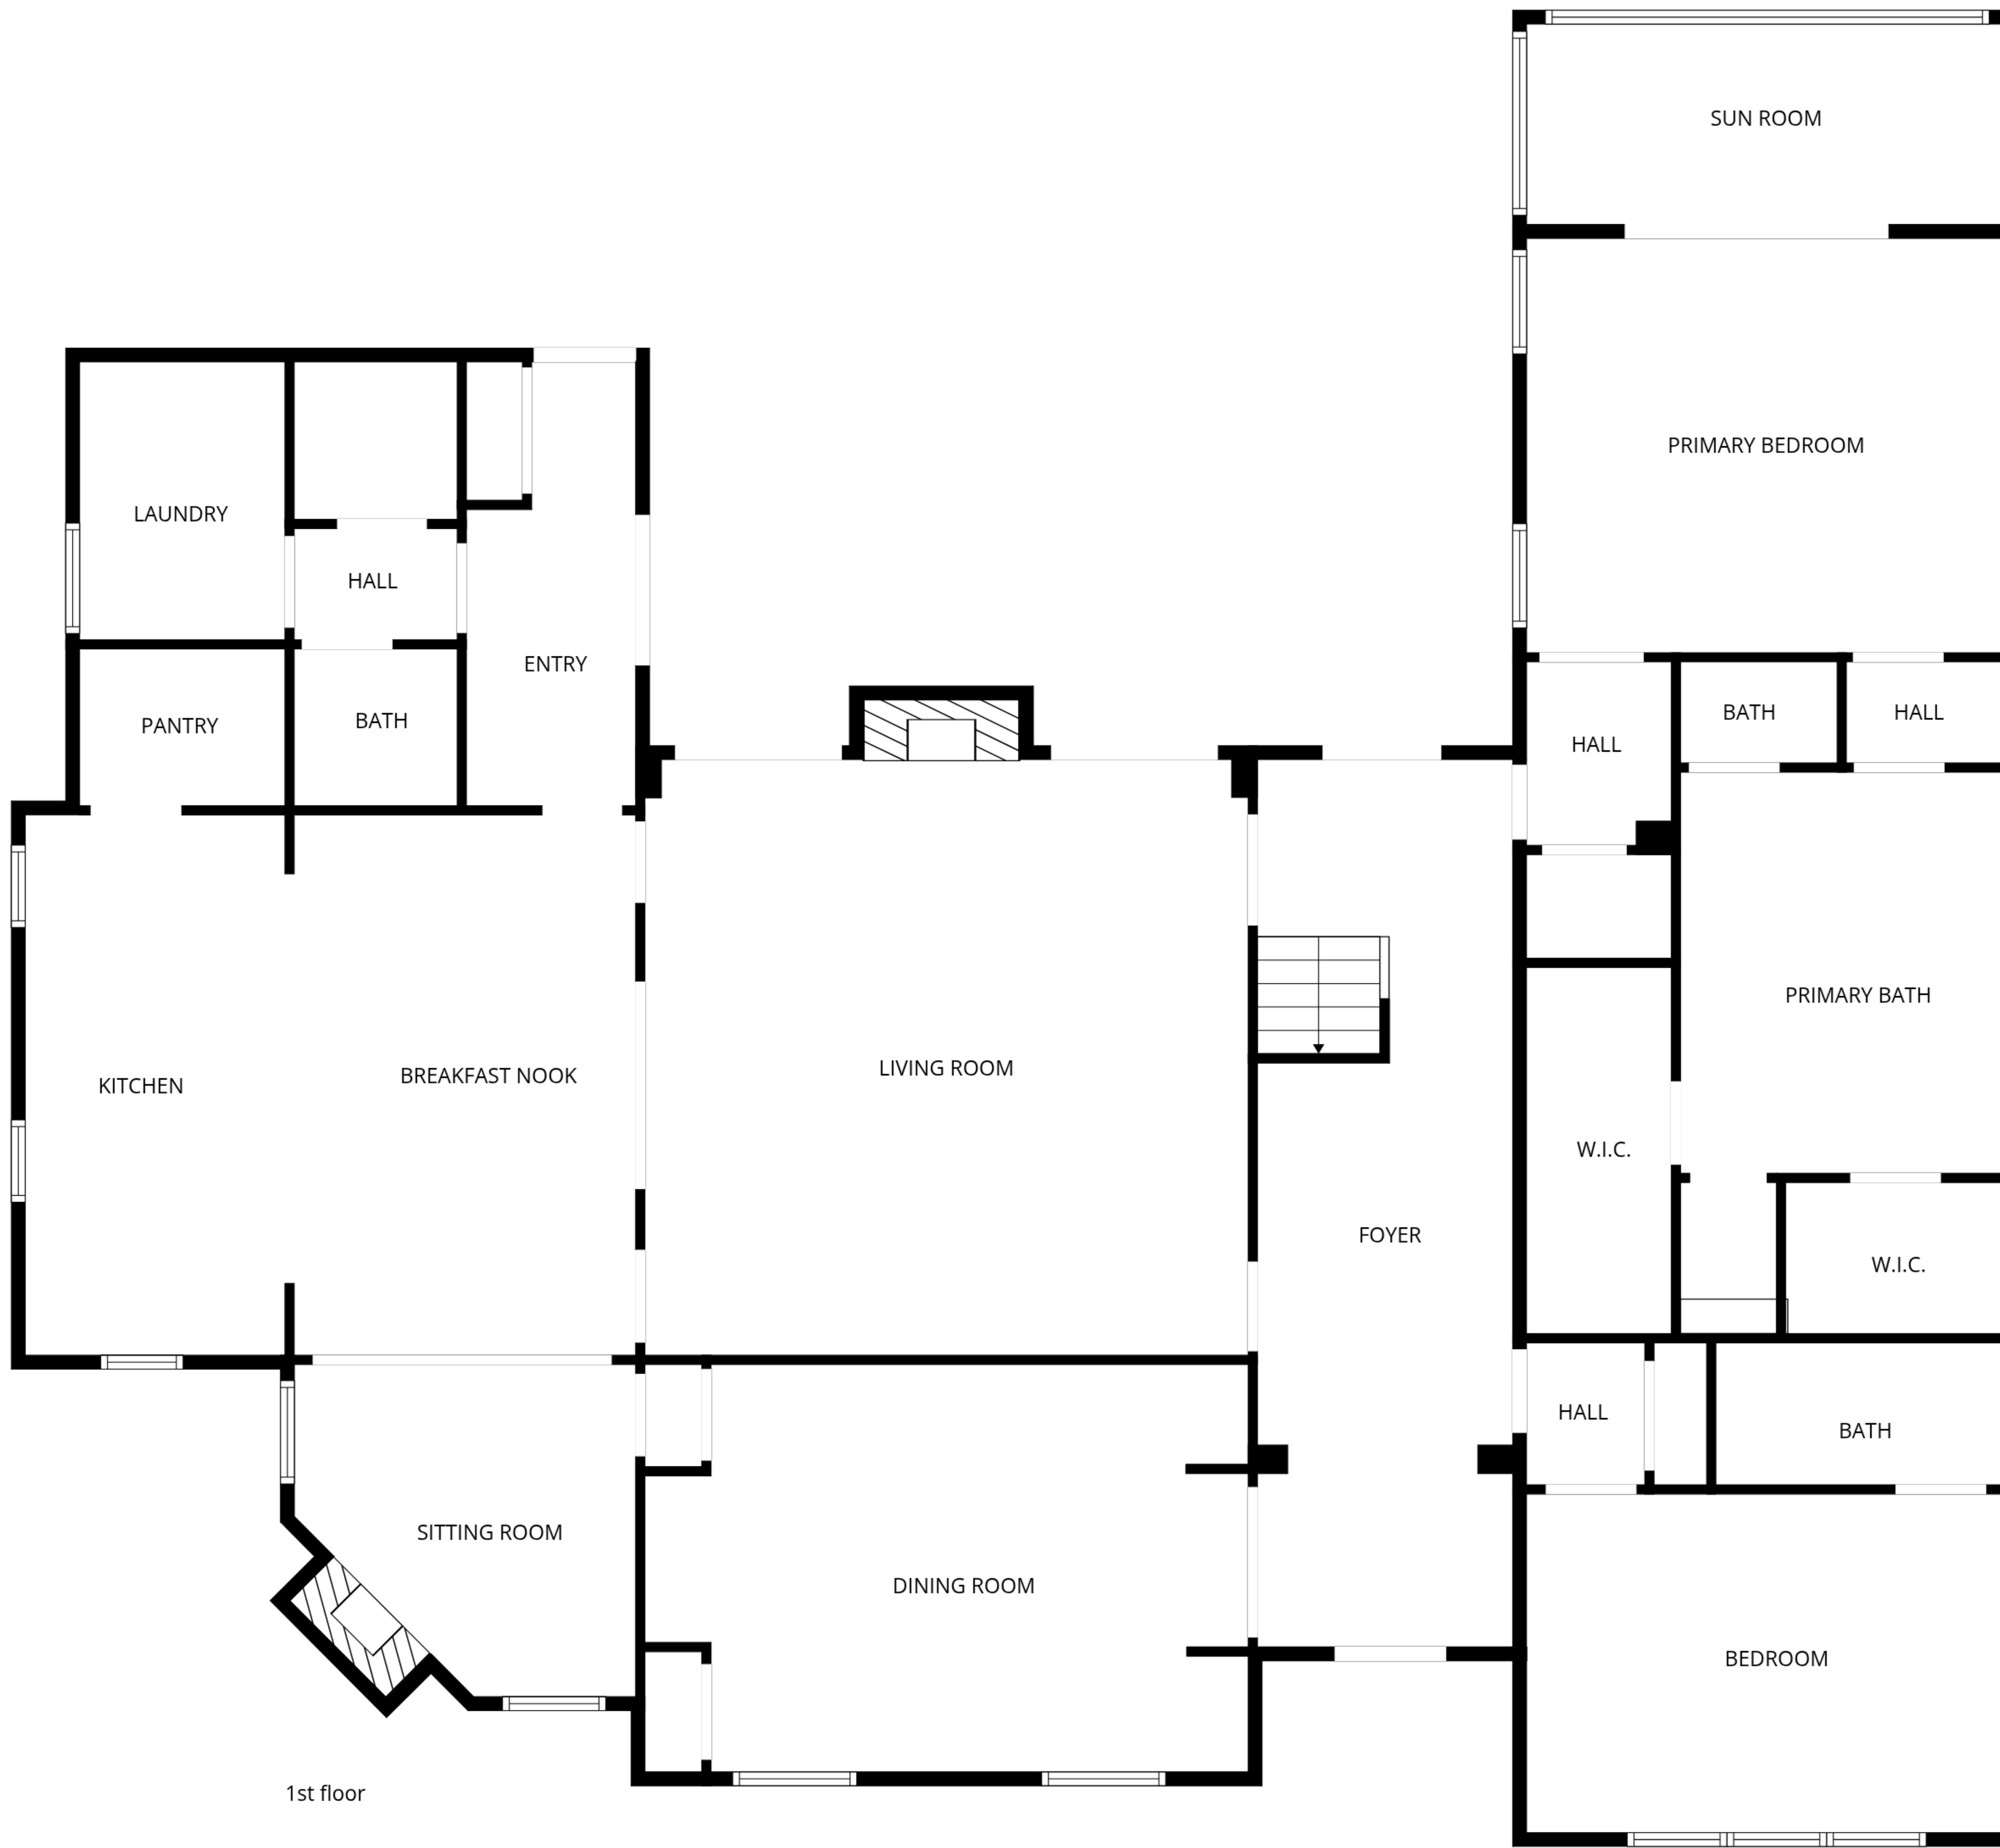 SUN ROOM
PRIMARY BEDROOM
LAUNDRY
HALL
ENTRY
PANTRY
BATH
BATH
HALL
HALL
PRIMARY BATH
KITCHEN
BREAKFAST NOOK
LIVING ROOM
W.I.C.
FOYER
W.I.C.
HALL
BATH
SITTING ROOM
DINING ROOM
BEDROOM
1st floor